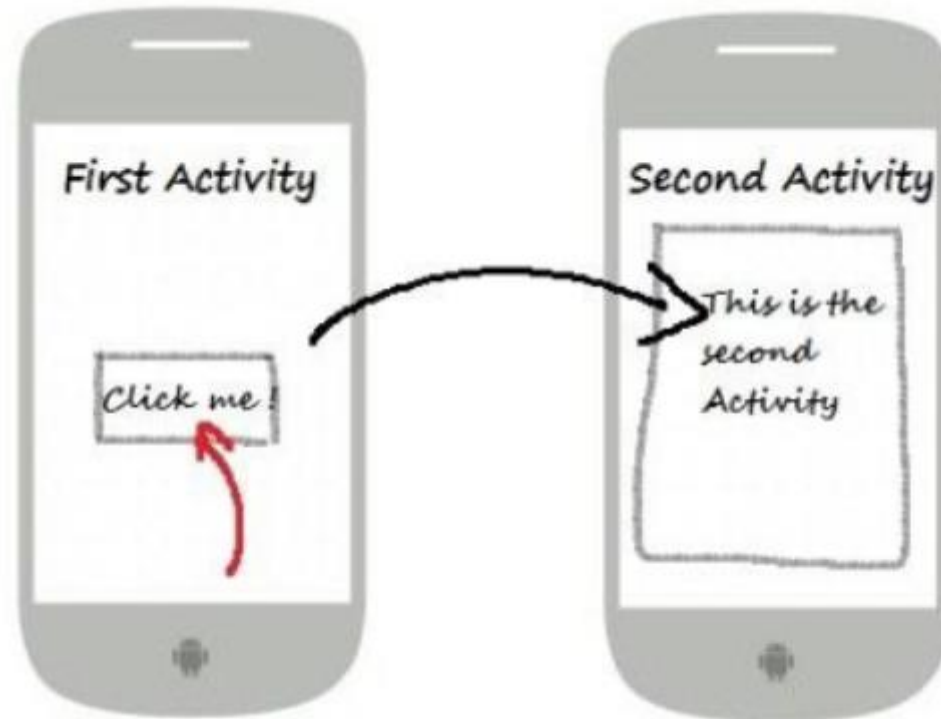 First Activity
Click me !
Second Activity
This is the
second
Activity